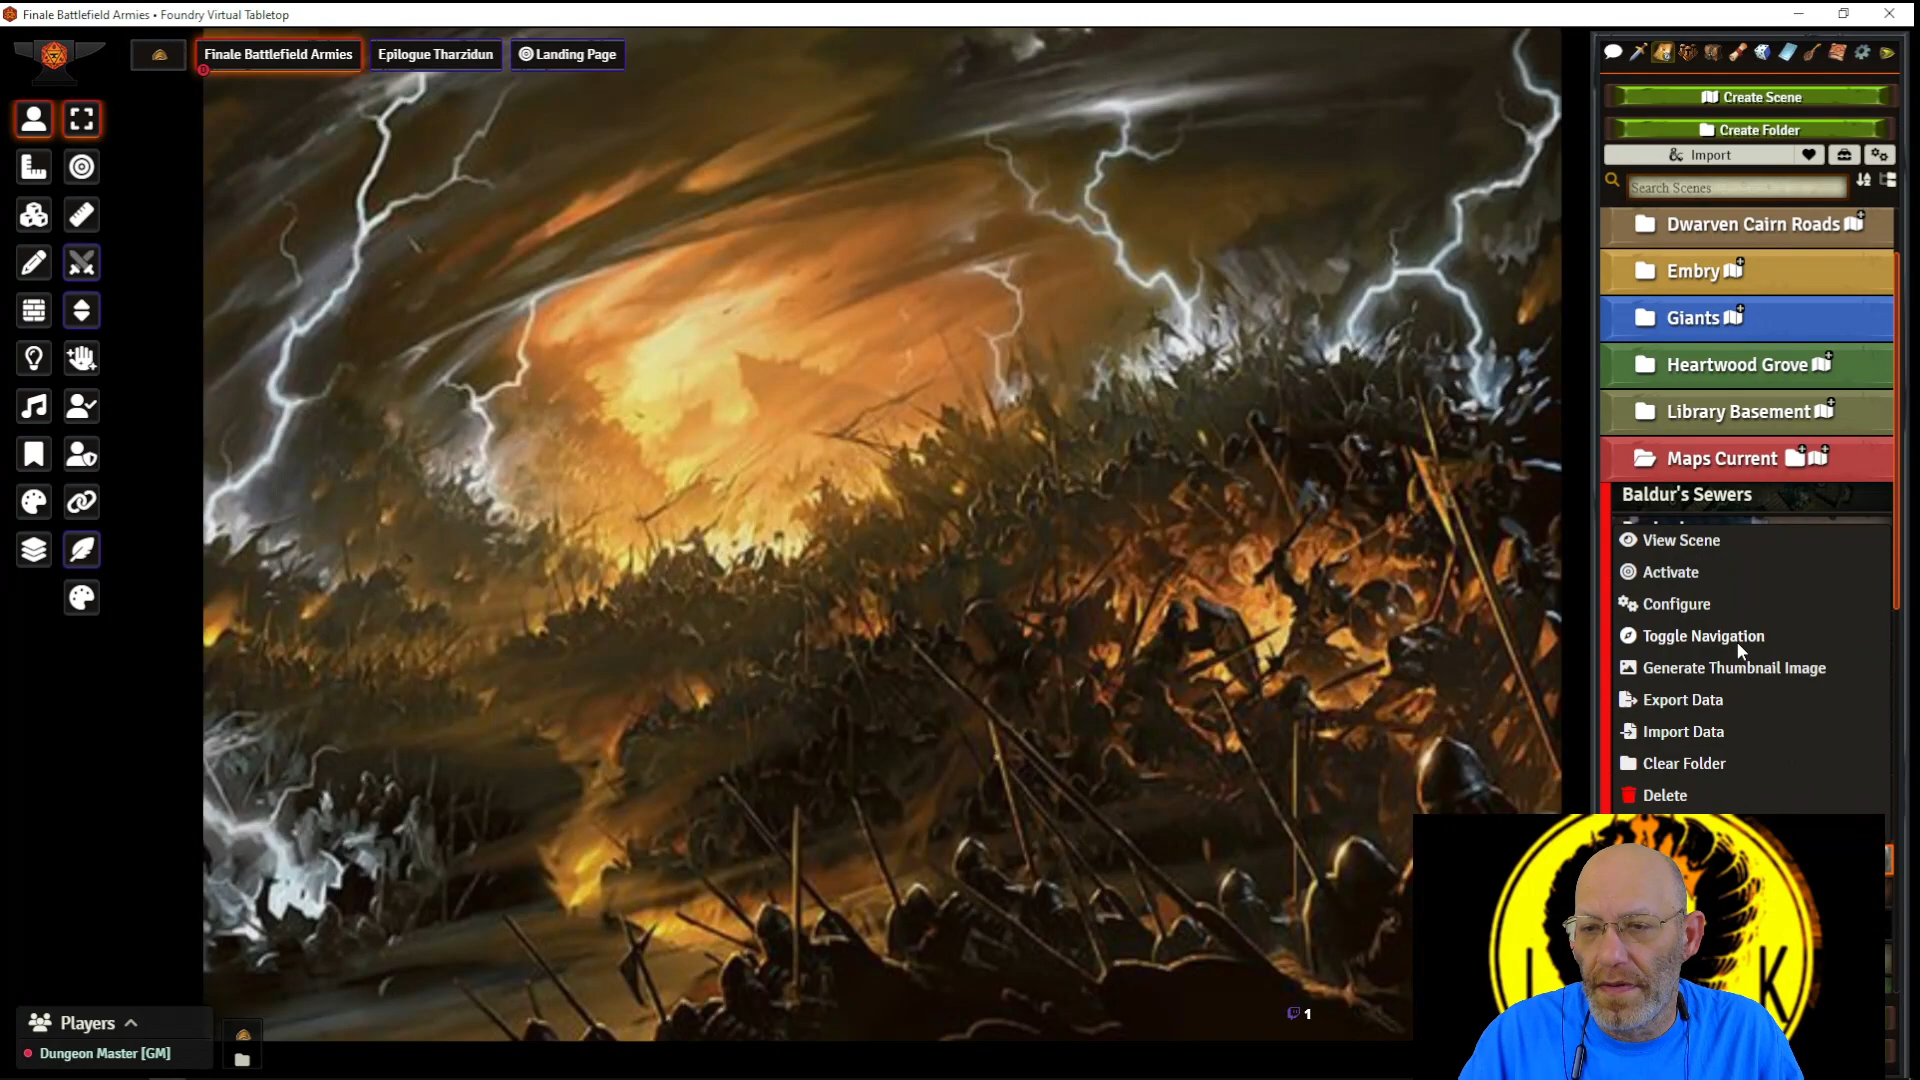 Finale Battlefield Armies • Foundry Virtual Tabletop
Finale Battlefield Armies
Epilogue Tharzidun
Landing Page
Create Scene
Create Folder
Import
Search Scenes
Dwarven Cairn Roads
Embry
Giants
Heartwood Grove
Library Basement
Maps Current
Baldur's Sewers
View Scene
Activate
Configure
Toggle Navigation
Generate Thumbnail Image
Export Data
Import Data
Clear Folder
Delete
Players
Dungeon Master [GM]
1
K